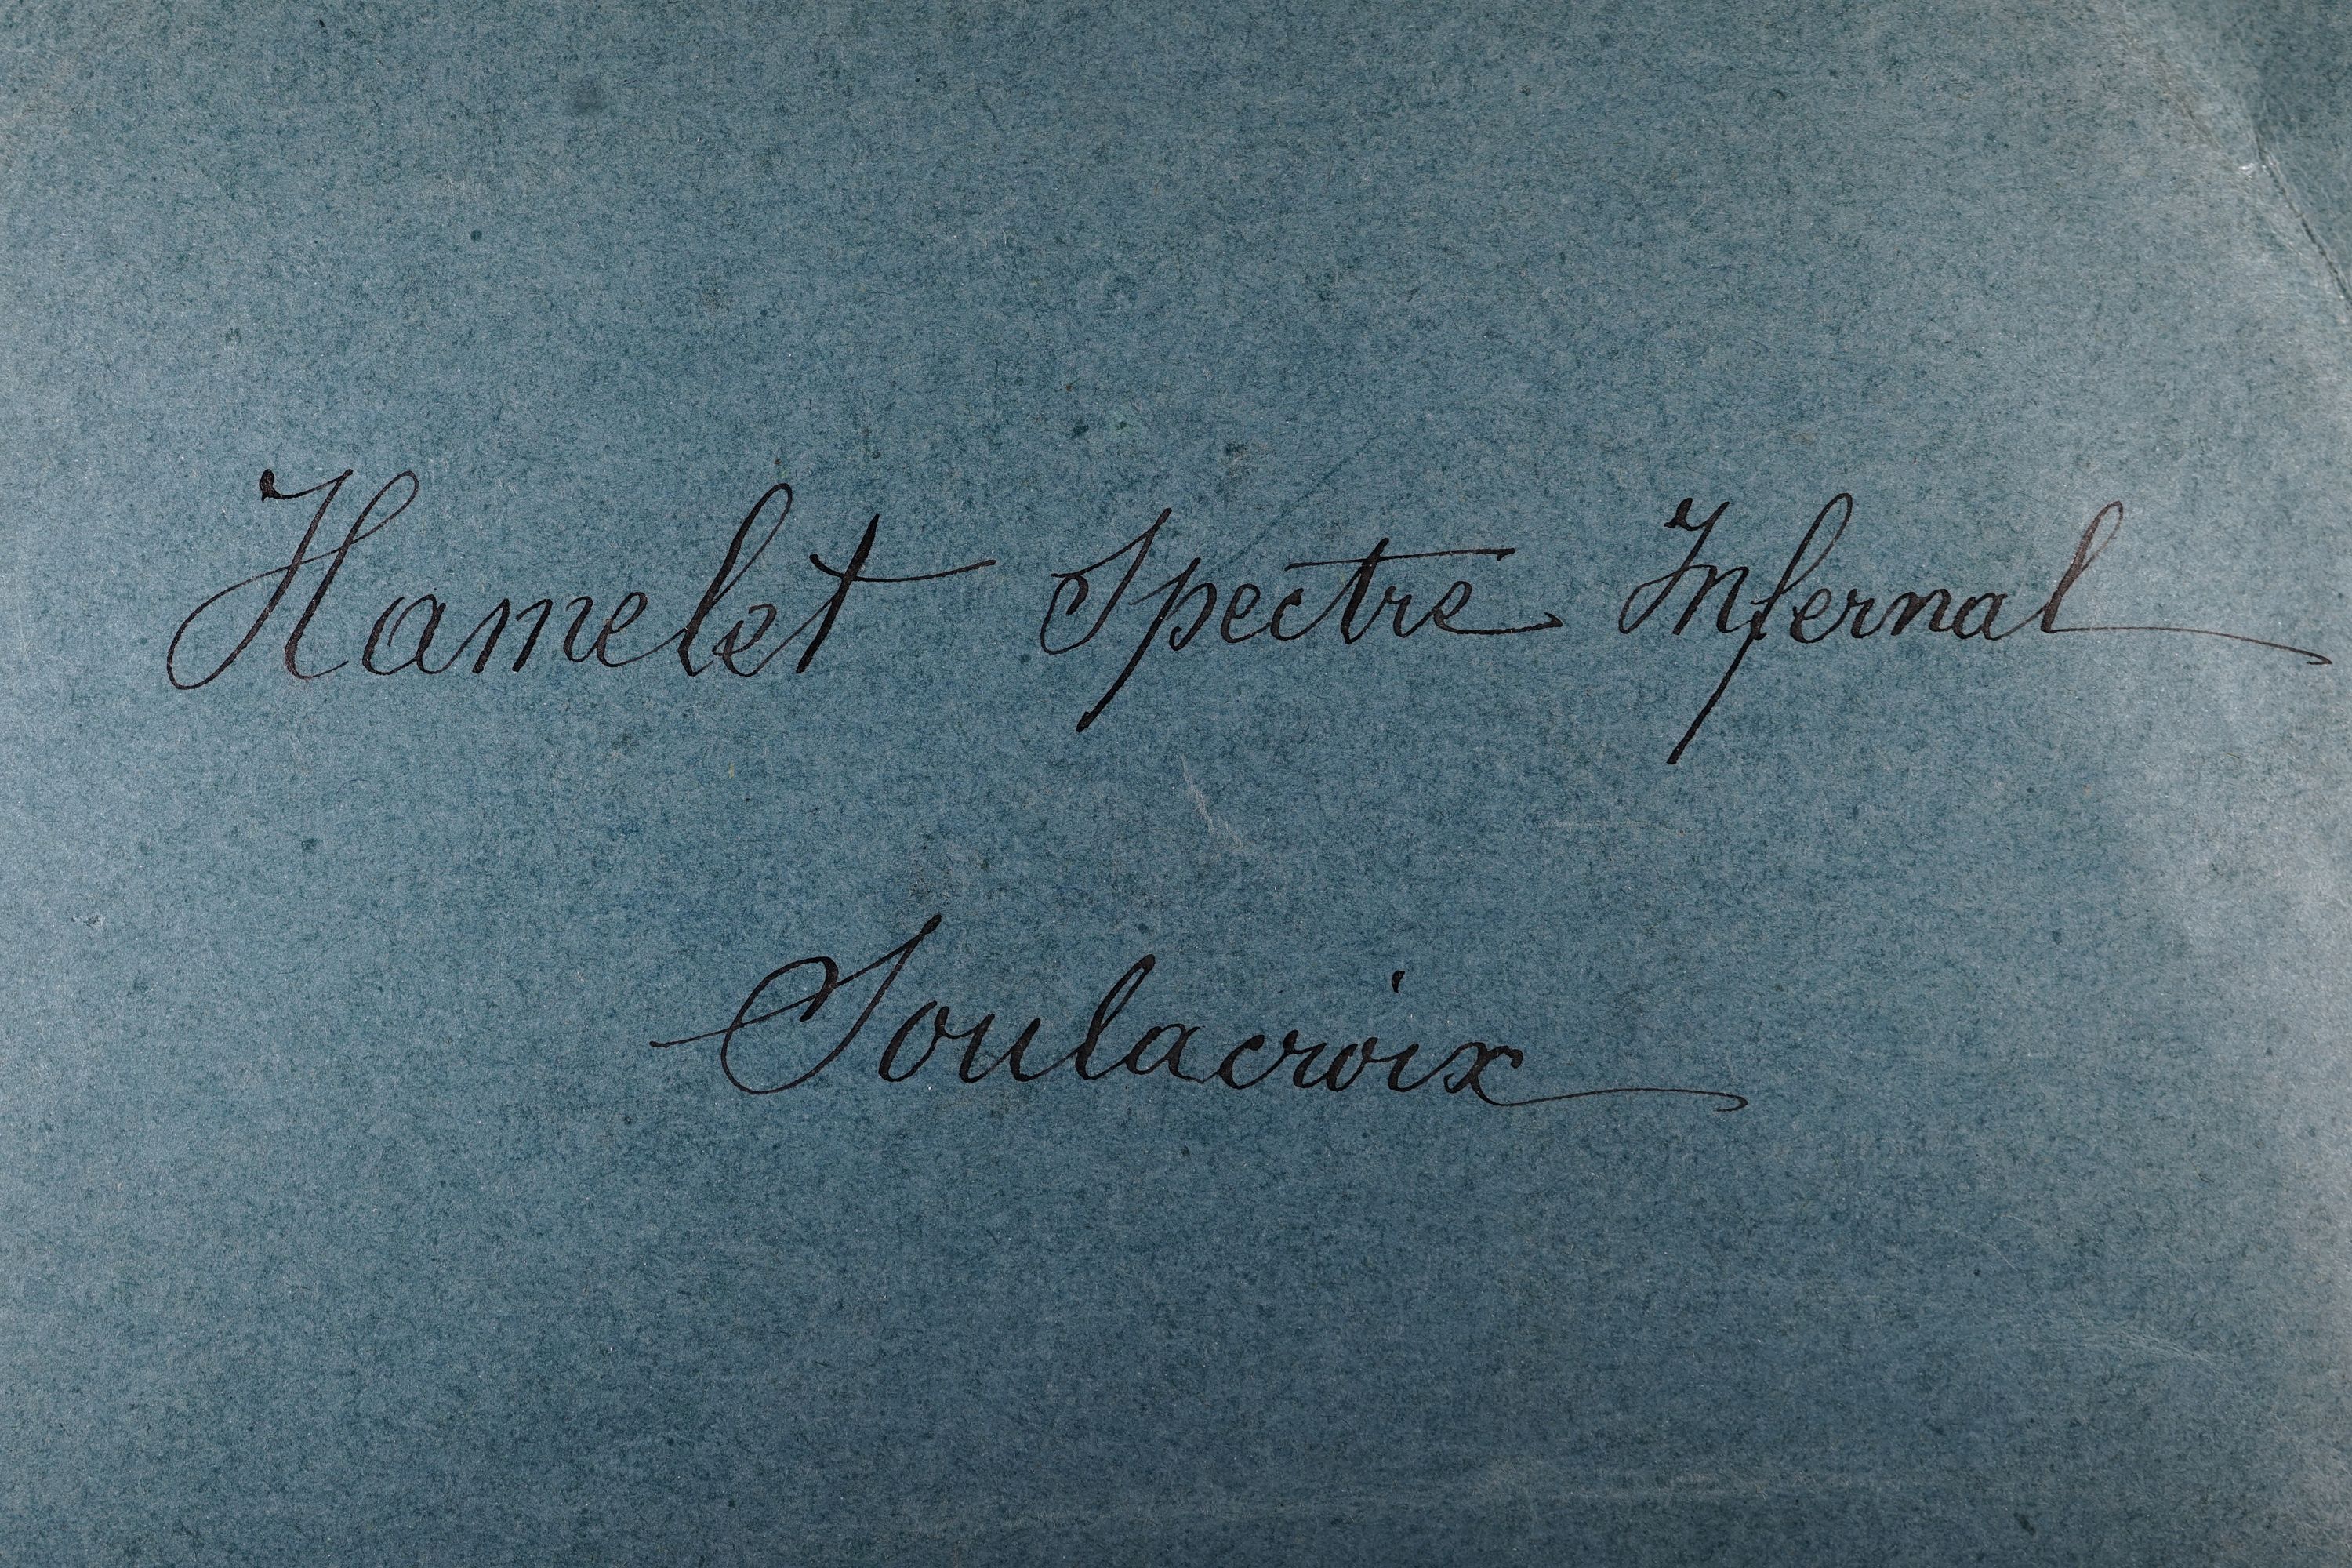 Hamelet Spectre Infernal
Soulacroix